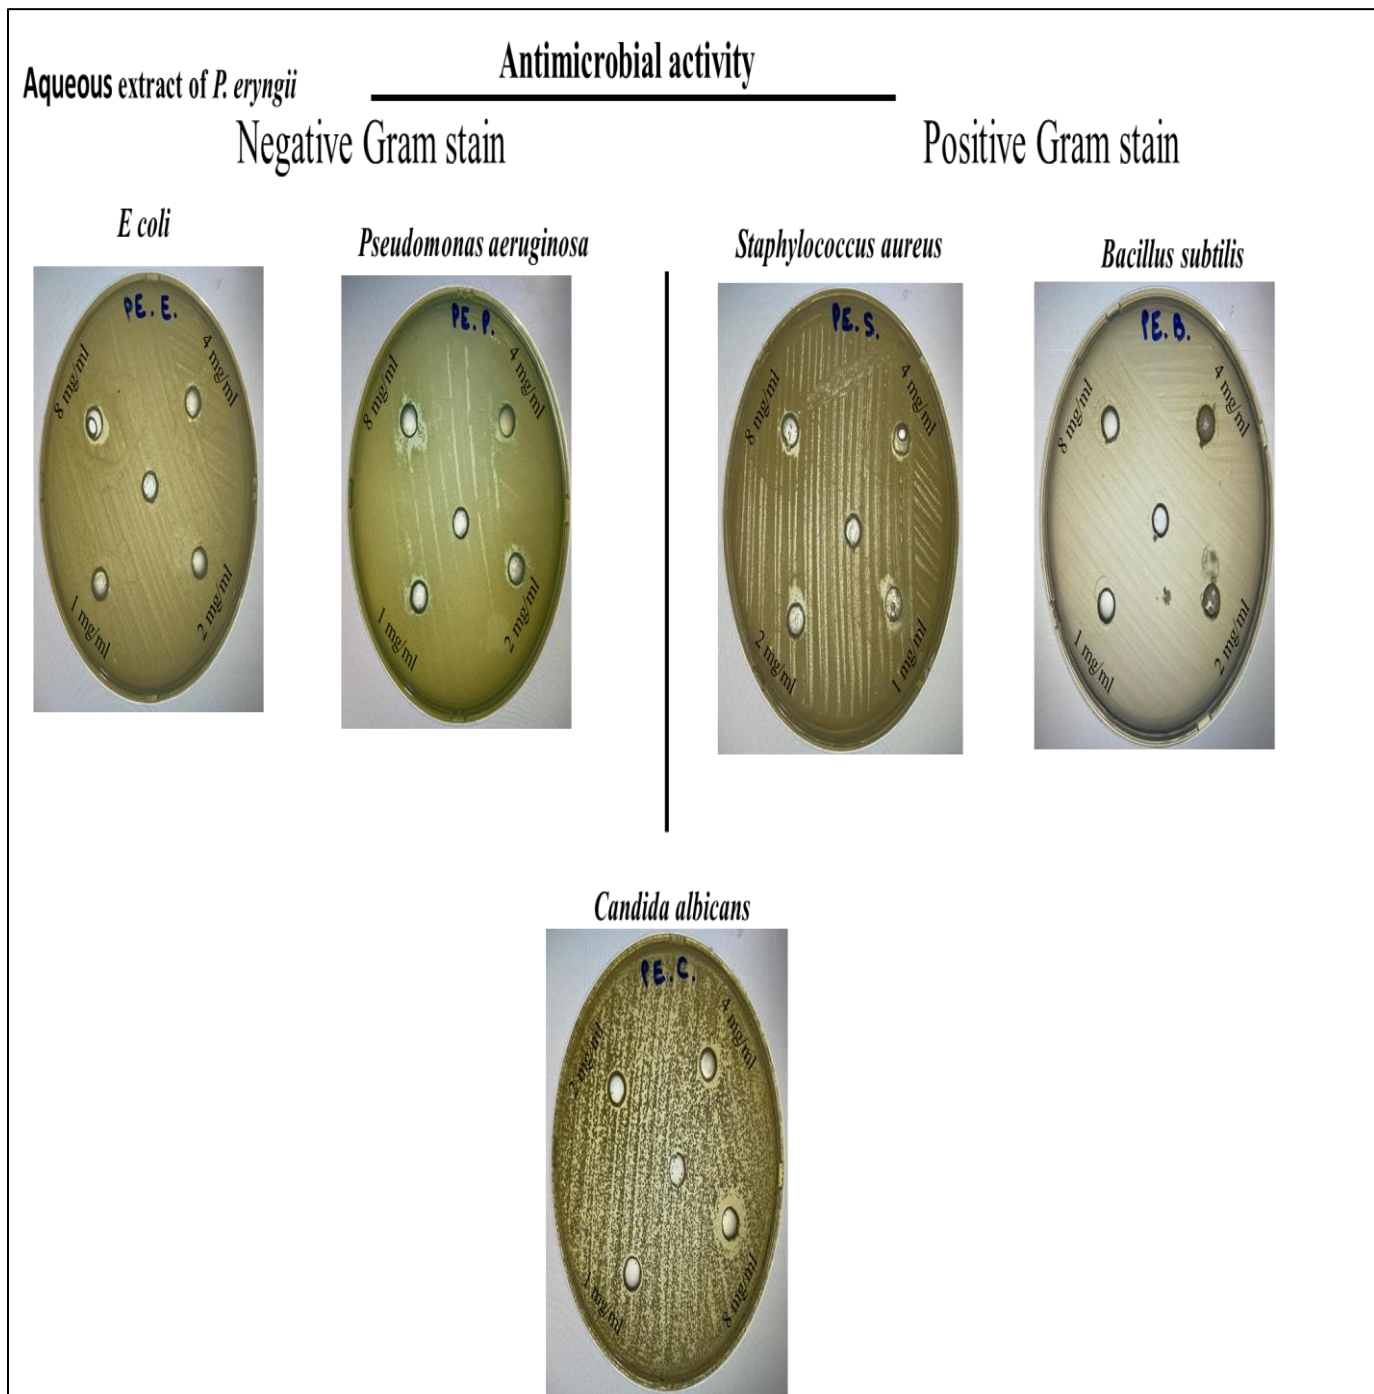 Antimicrobial activity
Aqueous extract of P. eryngii
Negative Gram stain
Positive Gram stain
E coli
Pseudomonas aeruginosa
Staphylococcus aureus
Bacillus subtilis
PE. E.
8 mg/ml
4 mg/ml
1 mg/ml
2 mg/ml
PE. P.
8 mg/ml
4 mg/ml
1 mg/ml
2 mg/ml
PE. S.
8 mg/ml
4 mg/ml
2 mg/ml
1 mg/ml
PE. B.
8 mg/ml
4 mg/ml
1 mg/ml
2 mg/ml
Candida albicans
PE. C.
2 mg/ml
4 mg/ml
1 mg/ml
8 mg/ml